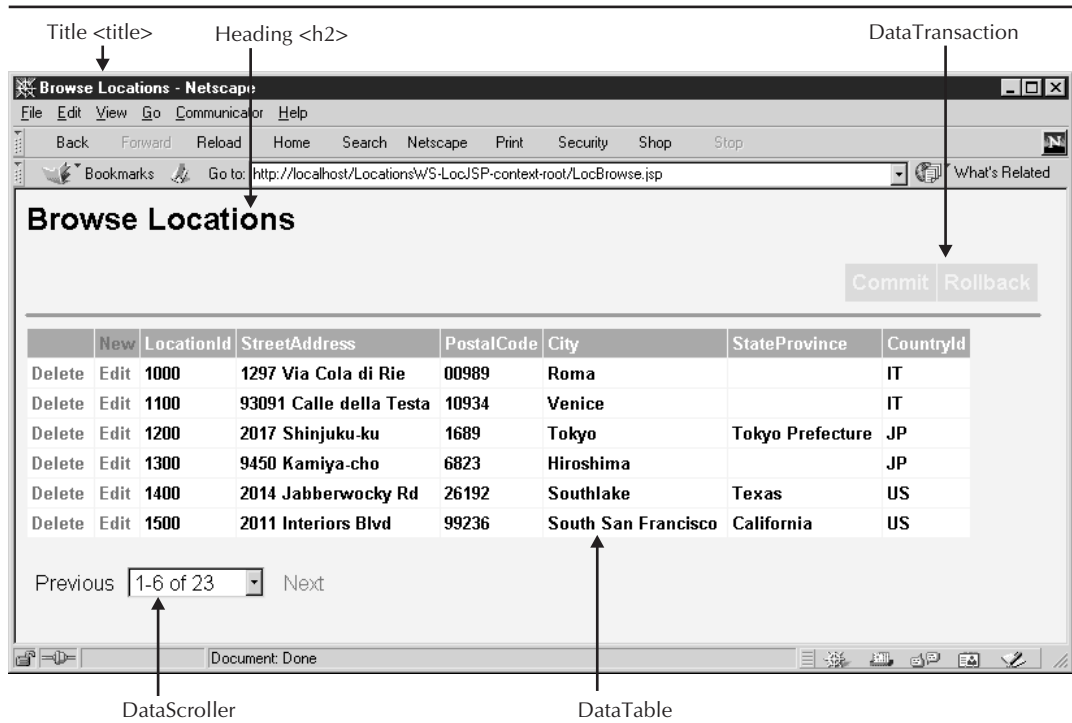 Title <title> Heading <h2> DataTransaction
Browse Locations - Netscape
File Edit View Go Communicator Help
Back Forward Reload Home Search Netscape Print Security Shop Stop N
Bookmarks Go to: http://localhost/LocationsWS-LocJSP-context-root/LocBrowse.jsp What's Related
Browse Locations
Commit Rollback
New LocationId StreetAddress PostalCode City StateProvince CountryId
Delete Edit 1000 1297 Via Cola di Rie 00989 Roma IT
Delete Edit 1100 93091 Calle della Testa 10934 Venice IT
Delete Edit 1200 2017 Shinjuku-ku 1689 Tokyo Tokyo Prefecture JP
Delete Edit 1300 9450 Kamiya-cho 6823 Hiroshima JP
Delete Edit 1400 2014 Jabberwocky Rd 26192 Southlake Texas US
Delete Edit 1500 2011 Interiors Blvd 99236 South San Francisco California US
Previous 1-6 of 23 Next
Document: Done
DataScroller DataTable